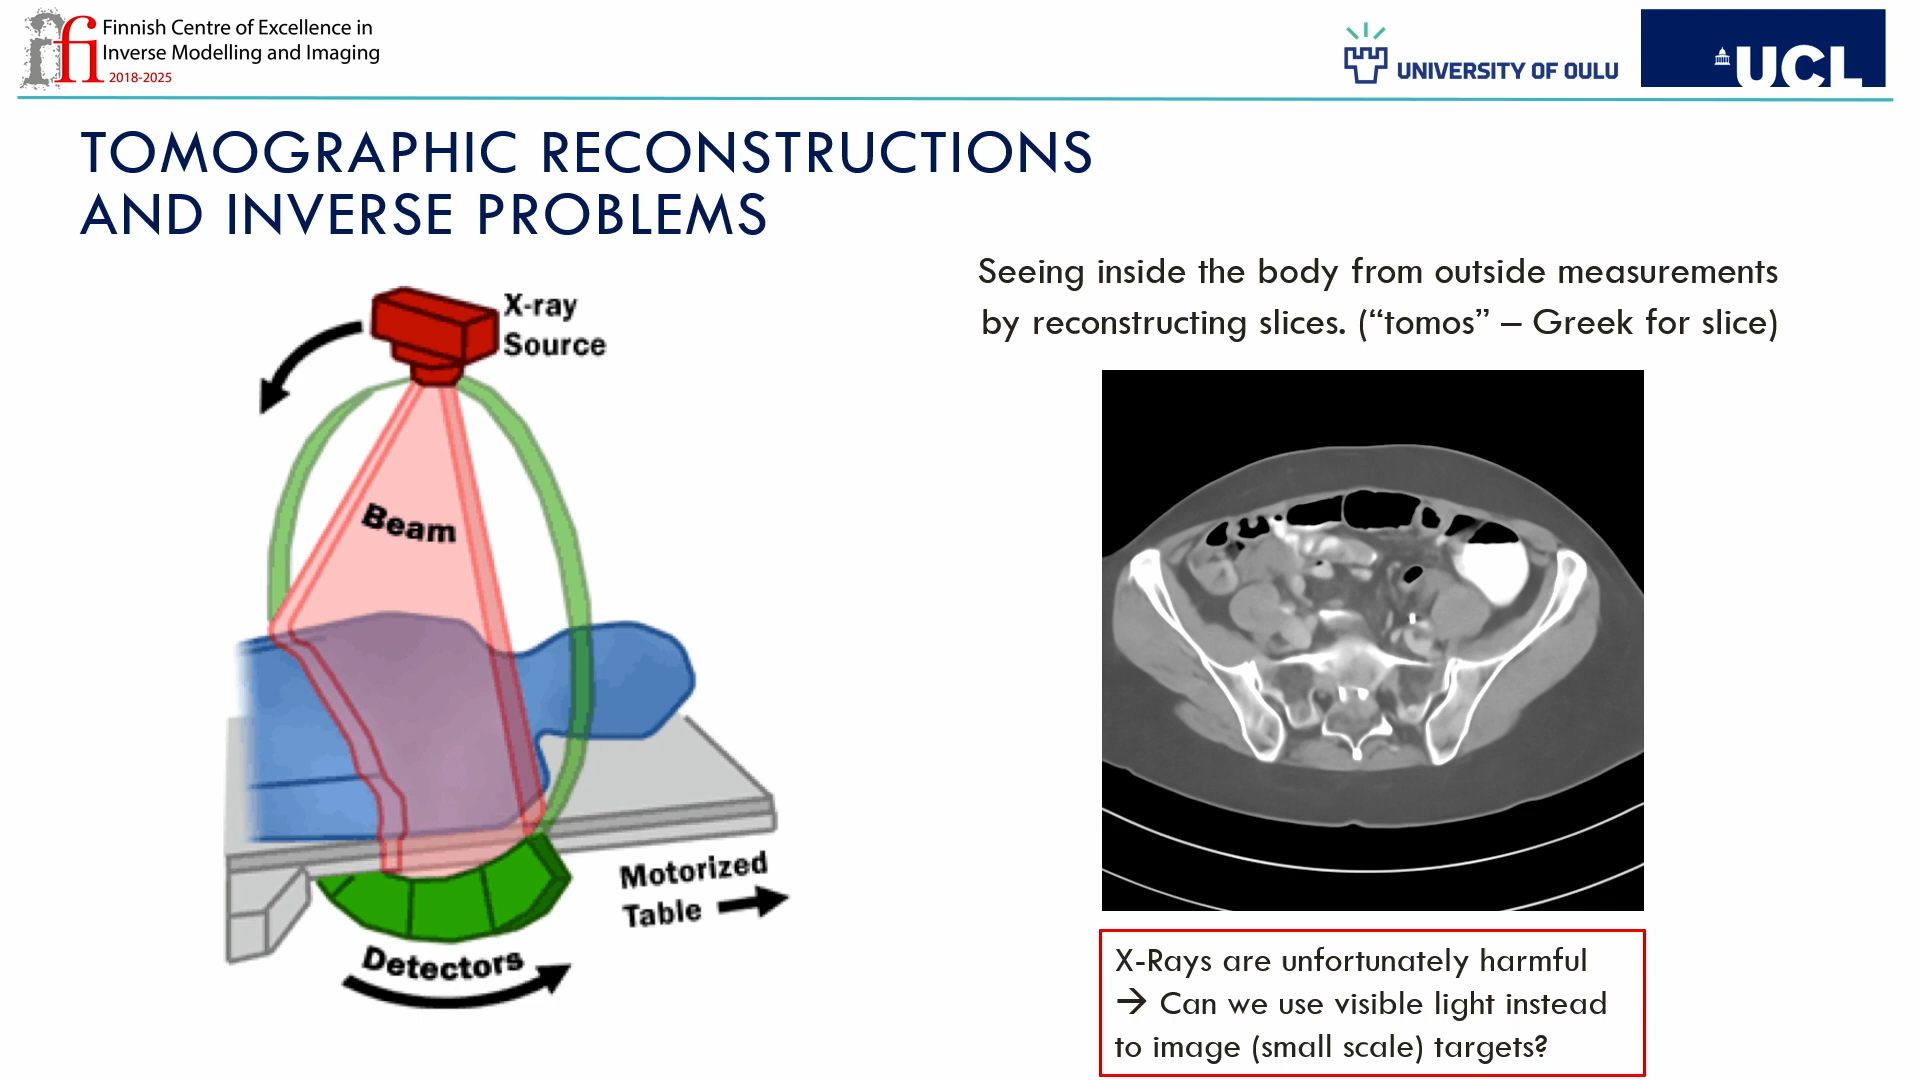 Finnish Centre of Excellence in
Inverse Modelling and Imaging
2018-2025
fi
UNIVERSITY OF OULU
UCL
TOMOGRAPHIC RECONSTRUCTIONS
AND INVERSE PROBLEMS
Seeing inside the body from outside measurements
by reconstructing slices. (“tomos” – Greek for slice)
X-ray
Source
Beam
Motorized
Table
Detectors
X-Rays are unfortunately harmful
→ Can we use visible light instead
to image (small scale) targets?